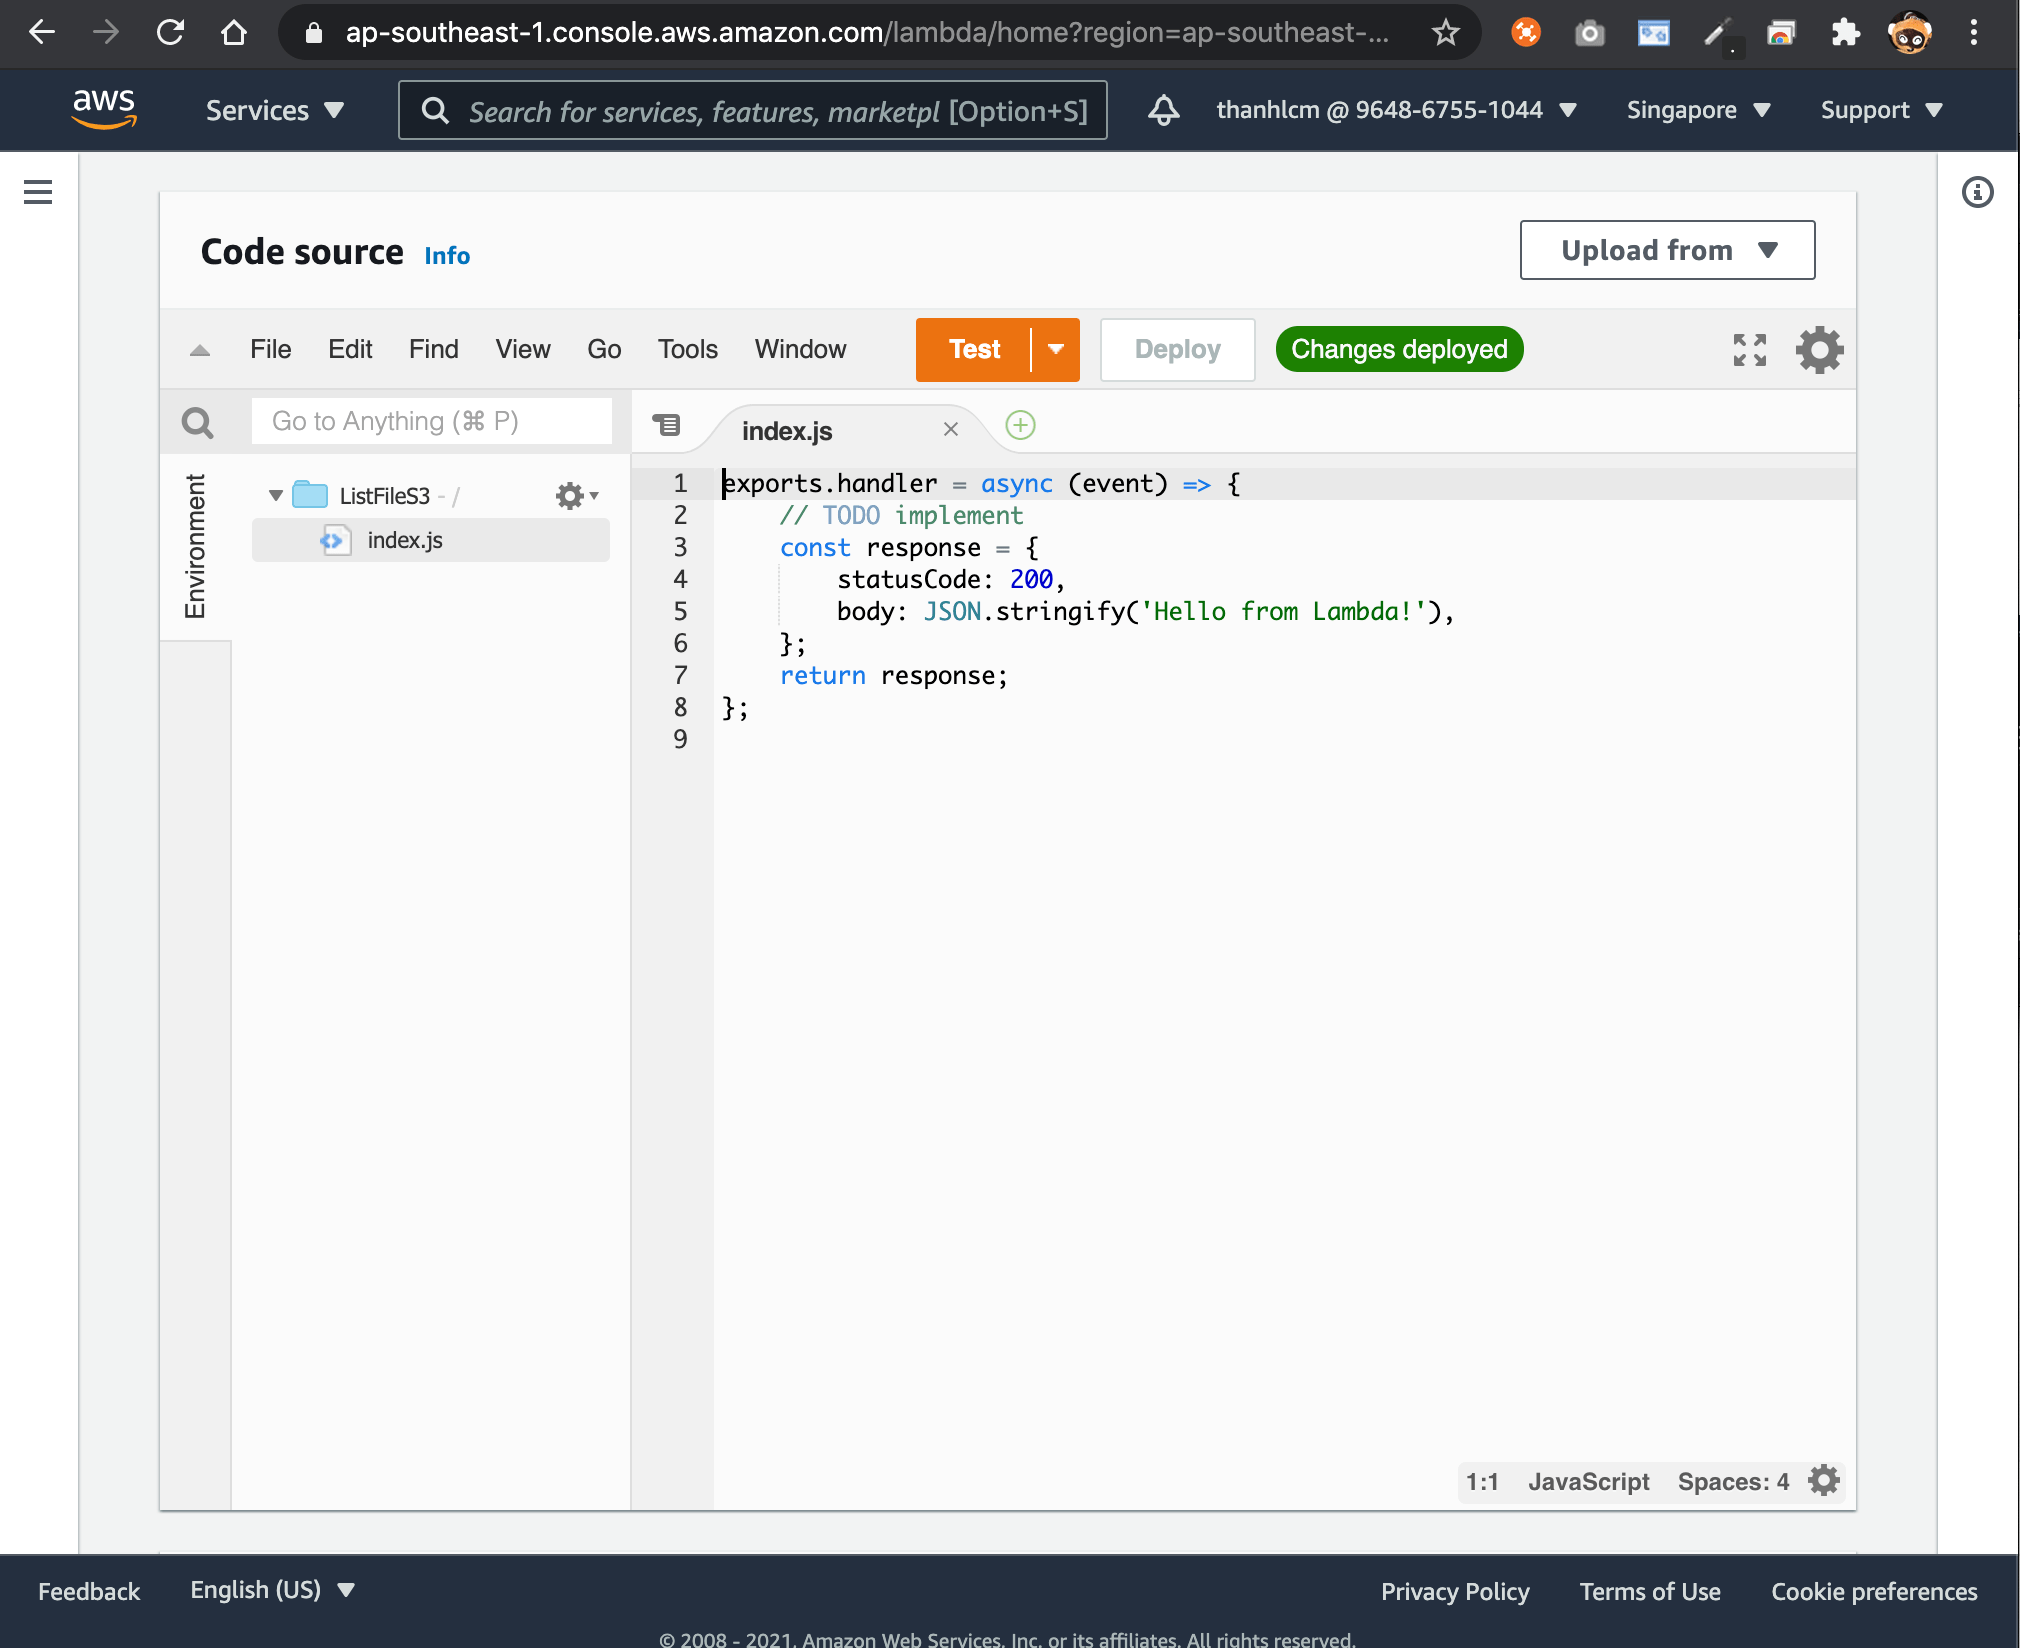 ap-southeast-1.console.aws.amazon.com/lambda/home?region=ap-southeast-...
aws
Services
Search for services, features, marketpl [Option+S]
thanhlcm @ 9648-6755-1044
Singapore
Support
Code source Info
Upload from
File Edit Find View Go Tools Window
Test
Deploy
Changes deployed
Go to Anything (⌘ P)
index.js
Environment
ListFileS3 - /
index.js
1 exports.handler = async (event) => {
2 // TODO implement
3 const response = {
4 statusCode: 200,
5 body: JSON.stringify('Hello from Lambda!'),
6 };
7 return response;
8 };
9
1:1 JavaScript Spaces: 4
Feedback English (US) Privacy Policy Terms of Use Cookie preferences
© 2008 - 2021, Amazon Web Services, Inc. or its affiliates. All rights reserved.